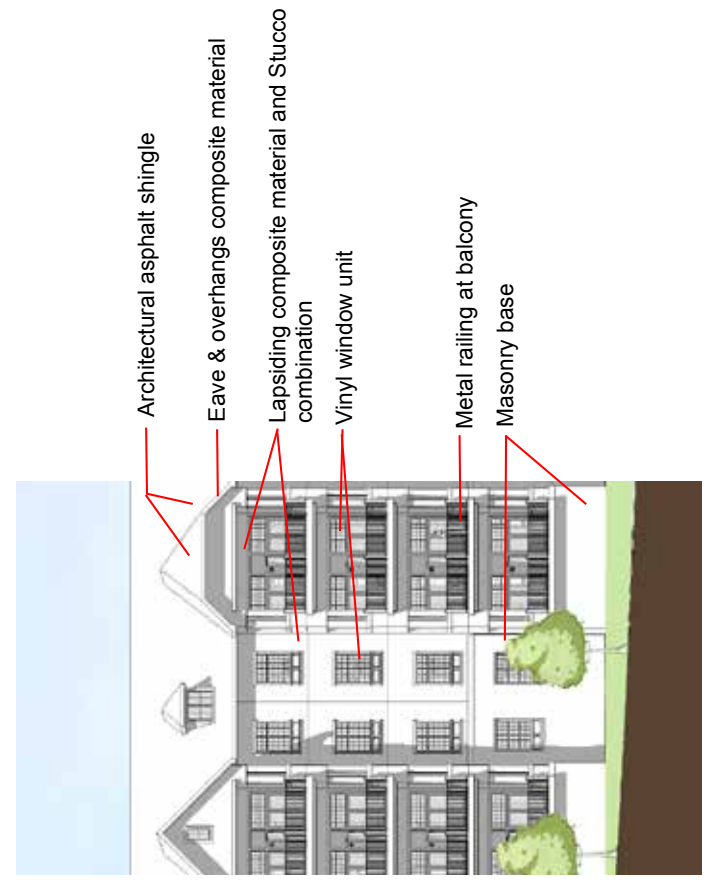 Architectural asphalt shingle
Eave & overhangs composite material
Lapsiding composite material and Stucco
combination
Vinyl window unit
Metal railing at balcony
Masonry base